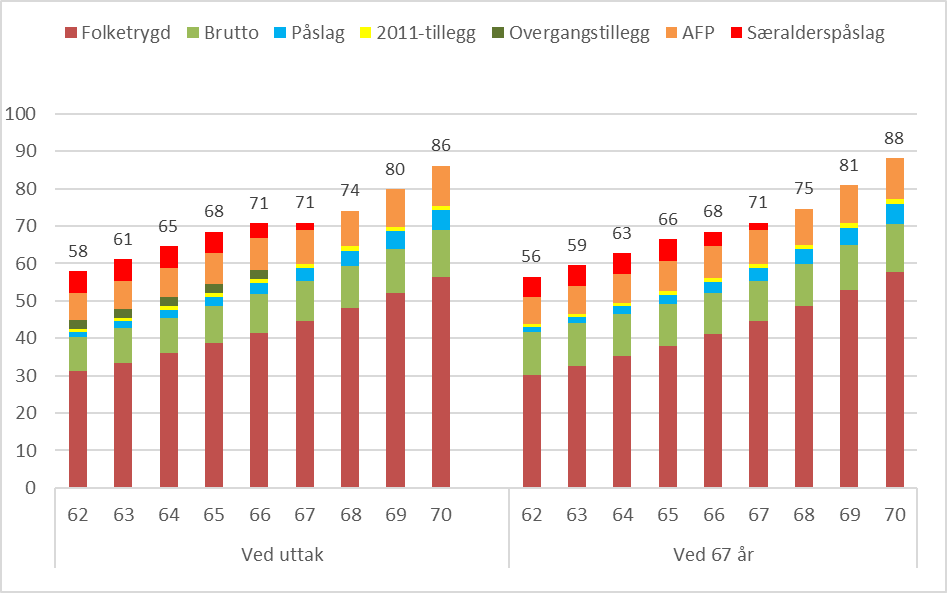 Folketrygd Brutto Påslag 2011-tillegg Overgangstillegg AFP Særalderspåslag
100
90
80
70
60
50
40
30
20
10
0
58 61 65 68 71 71 74 80 86
56 59 63 66 68 71 75 81 88
62 63 64 65 66 67 68 69 70 62 63 64 65 66 67 68 69 70
Ved uttak Ved 67 år